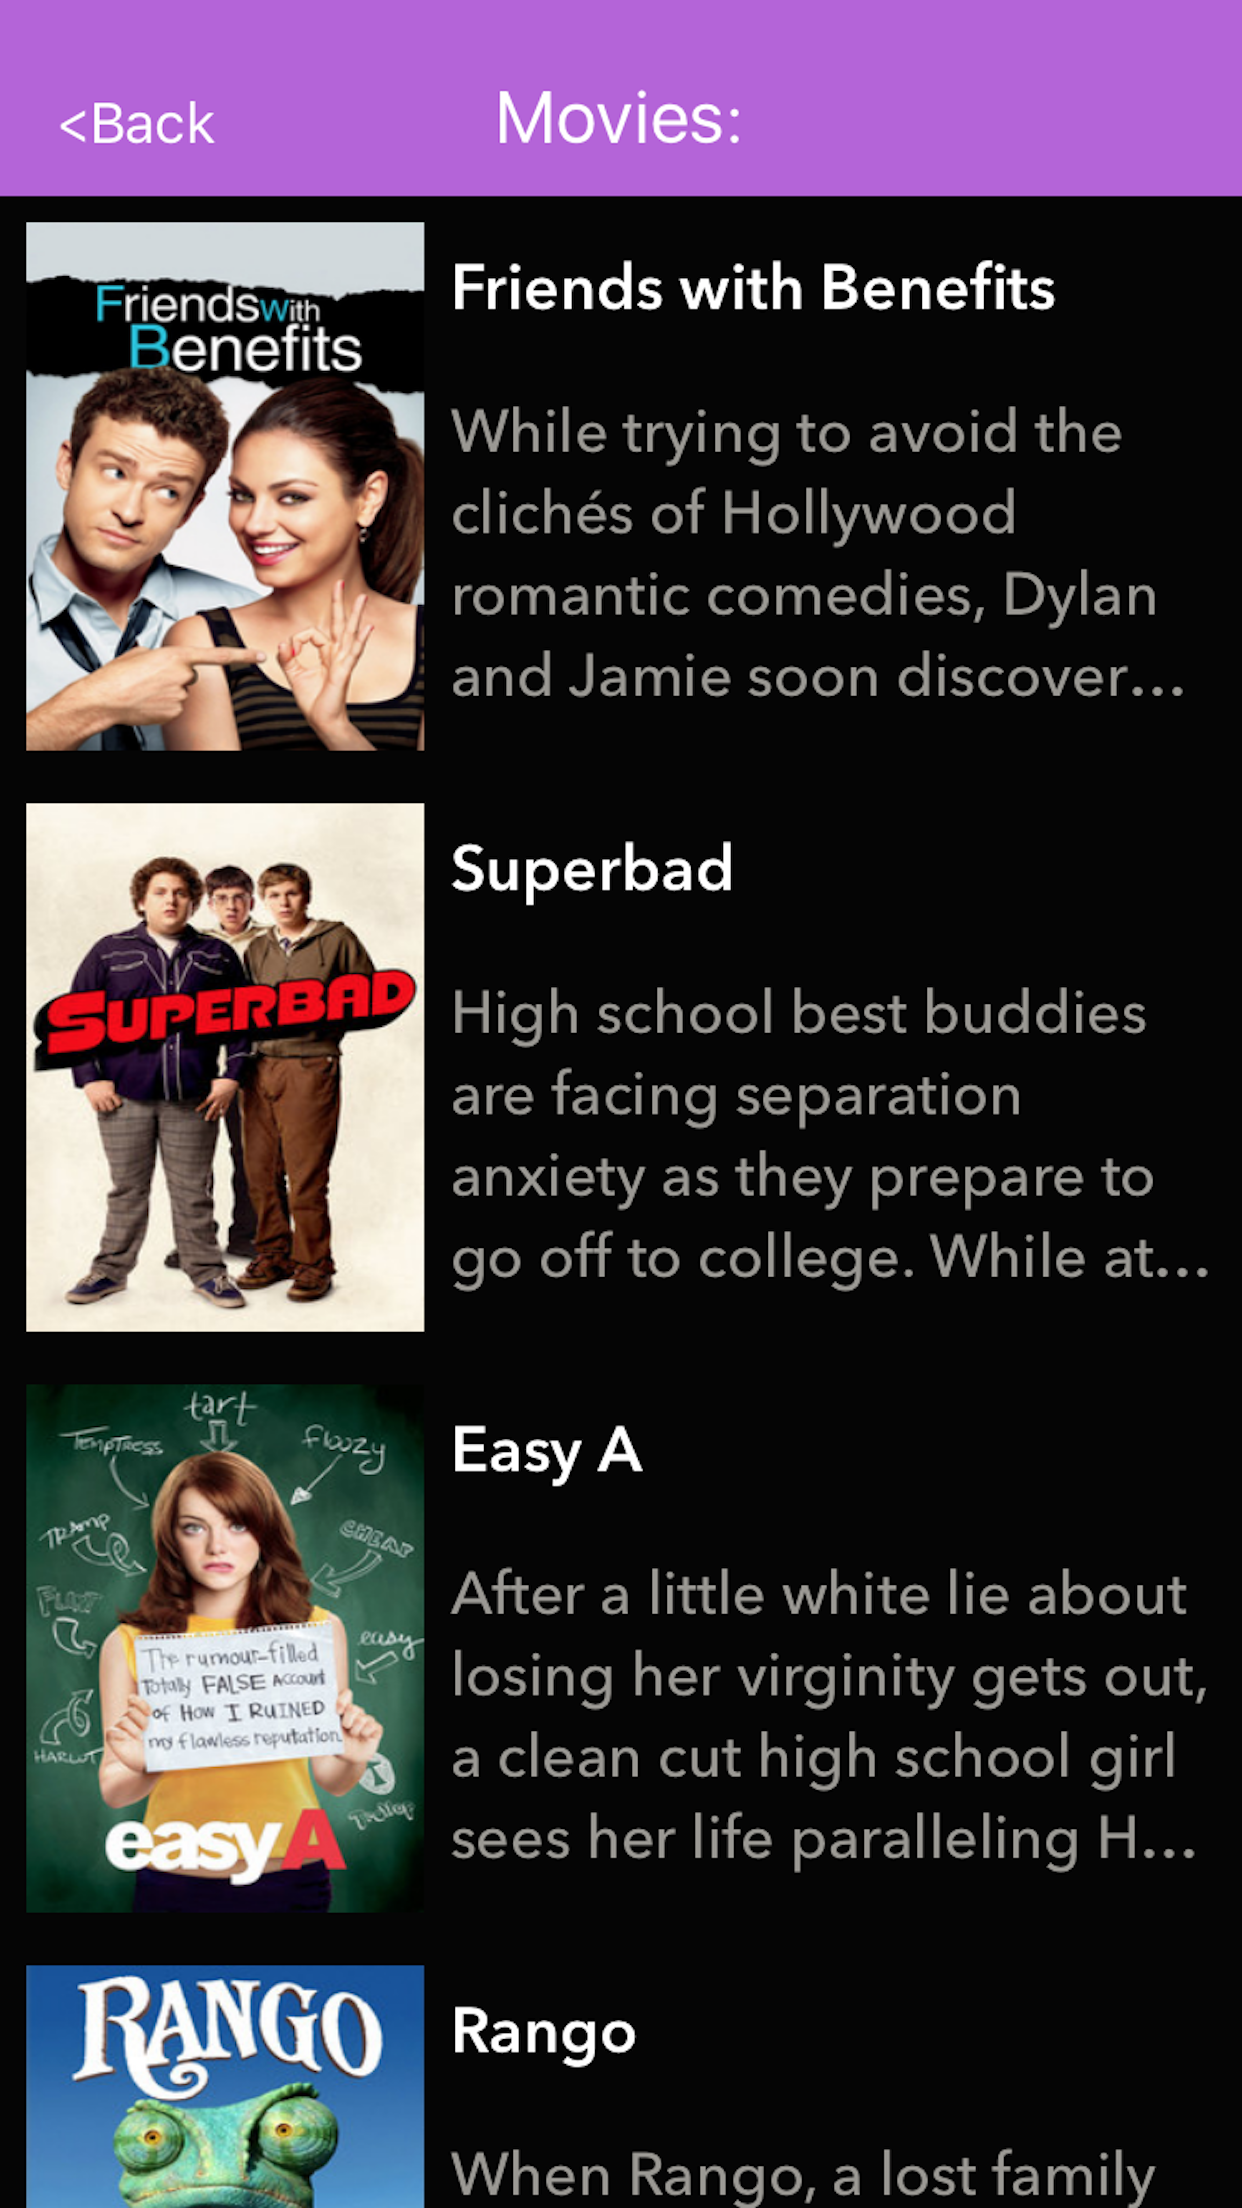 <Back
Movies:
Friends with
Benefits
Friends with Benefits
While trying to avoid the
clichés of Hollywood
romantic comedies, Dylan
and Jamie soon discover...
SUPERBAD
Superbad
High school best buddies
are facing separation
anxiety as they prepare to
go off to college. While at...
tart
TEMPTRESS
floozy
TRAMP
CHEAP
FLIRT
easy
The rumour-filled
Totally FALSE Account
of How I RUINED
my flawless reputation
HARLOT
Trollop
easyA
Easy A
After a little white lie about
losing her virginity gets out,
a clean cut high school girl
sees her life paralleling H...
RANGO
Rango
When Rango, a lost family